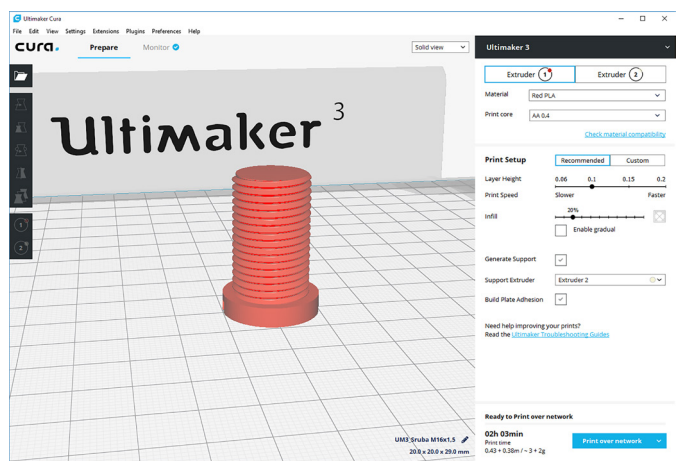 Ultimaker Cura
File Edit View Settings Extensions Plugins Preferences Help
cura. Prepare Monitor Solid view
Ultimaker 3
Ultimaker 3
Extruder 1 Extruder 2
Material Red PLA
Print core AA 0.4
Check material compatibility
Print Setup Recommended Custom
Layer Height 0.06 0.1 0.15 0.2
Print Speed Slower Faster
20%
Infill
Enable gradual
Generate Support
Support Extruder Extruder 2
Build Plate Adhesion
Need help improving your prints?
Read the Ultimaker Troubleshooting Guides
1
2
Ready to Print over network
02h 03min
Print time
0.43 + 0.38m / ~ 3 + 2g
Print over network
UM3_Sruba M16x1,5
20.0 x 20.0 x 29.0 mm